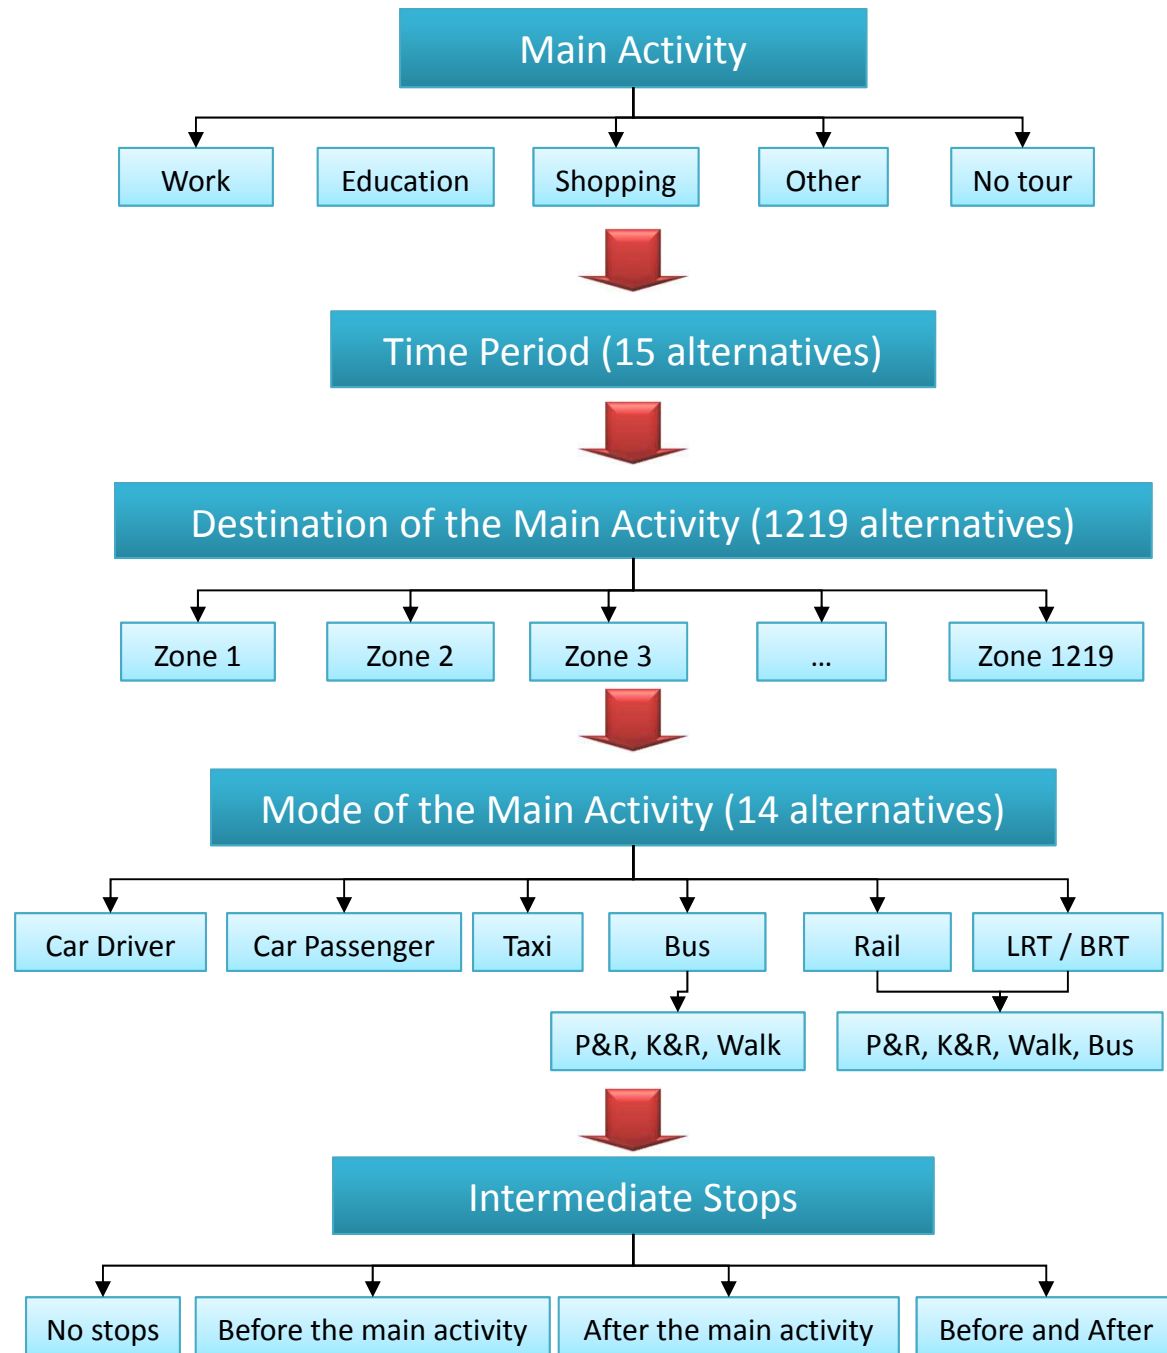 Main Activity
Work
Education
Shopping
Other
No tour
Time Period (15 alternatives)
Destination of the Main Activity (1219 alternatives)
Zone 1
Zone 2
Zone 3
...
Zone 1219
Mode of the Main Activity (14 alternatives)
Car Driver
Car Passenger
Taxi
Bus
Rail
LRT / BRT
P&R, K&R, Walk
P&R, K&R, Walk, Bus
Intermediate Stops
No stops
Before the main activity
After the main activity
Before and After